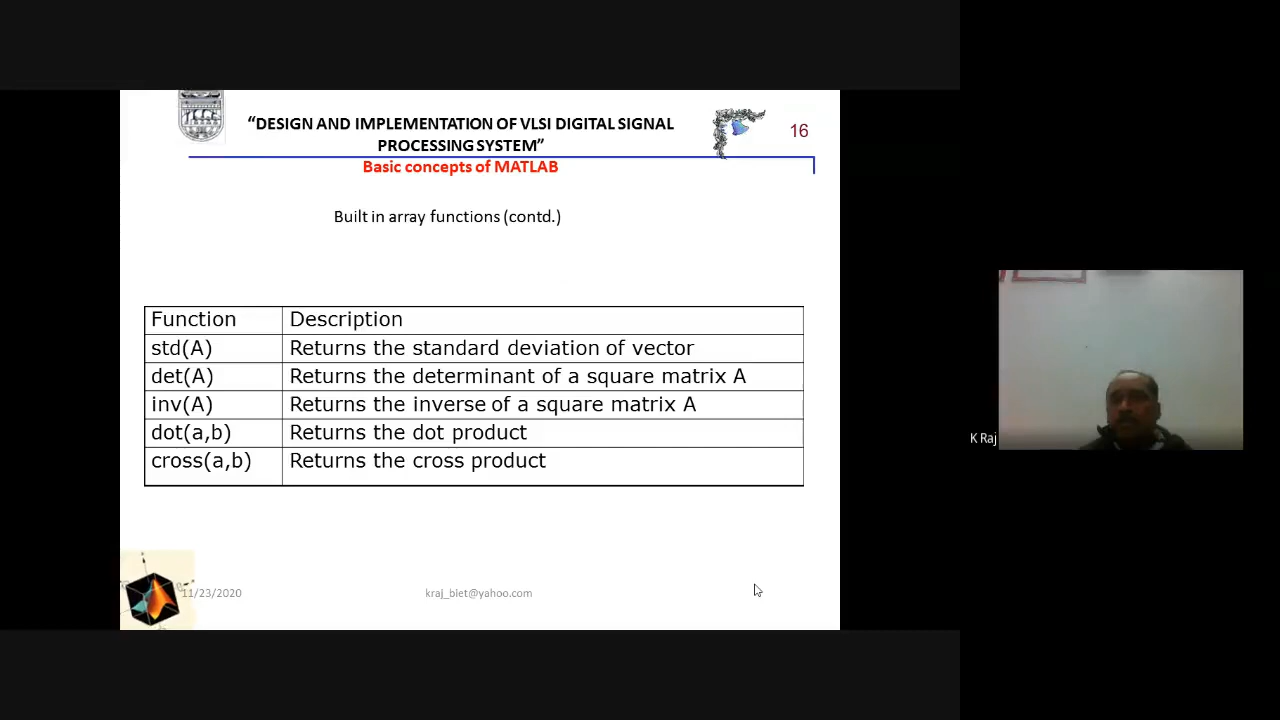 “DESIGN AND IMPLEMENTATION OF VLSI DIGITAL SIGNAL
PROCESSING SYSTEM”
16
Basic concepts of MATLAB
Built in array functions (contd.)
Function Description
std(A) Returns the standard deviation of vector
det(A) Returns the determinant of a square matrix A
inv(A) Returns the inverse of a square matrix A
dot(a,b) Returns the dot product
cross(a,b) Returns the cross product
11/23/2020
kraj_biet@yahoo.com
K Raj